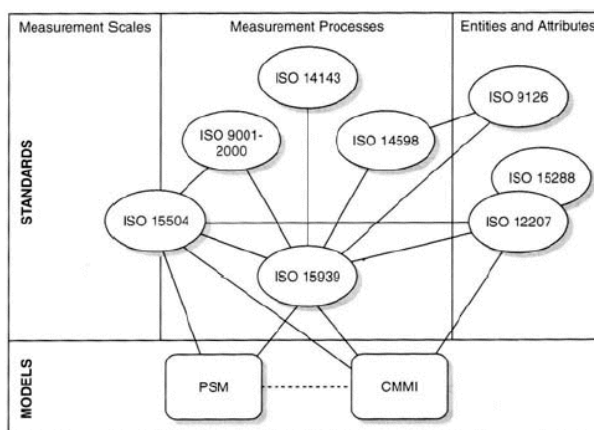 Measurement Scales
Measurement Processes
Entities and Attributes
STANDARDS
ISO 14143
ISO 9126
ISO 9001-
2000
ISO 14598
ISO 15288
ISO 15504
ISO 12207
ISO 15939
MODELS
PSM
CMMI